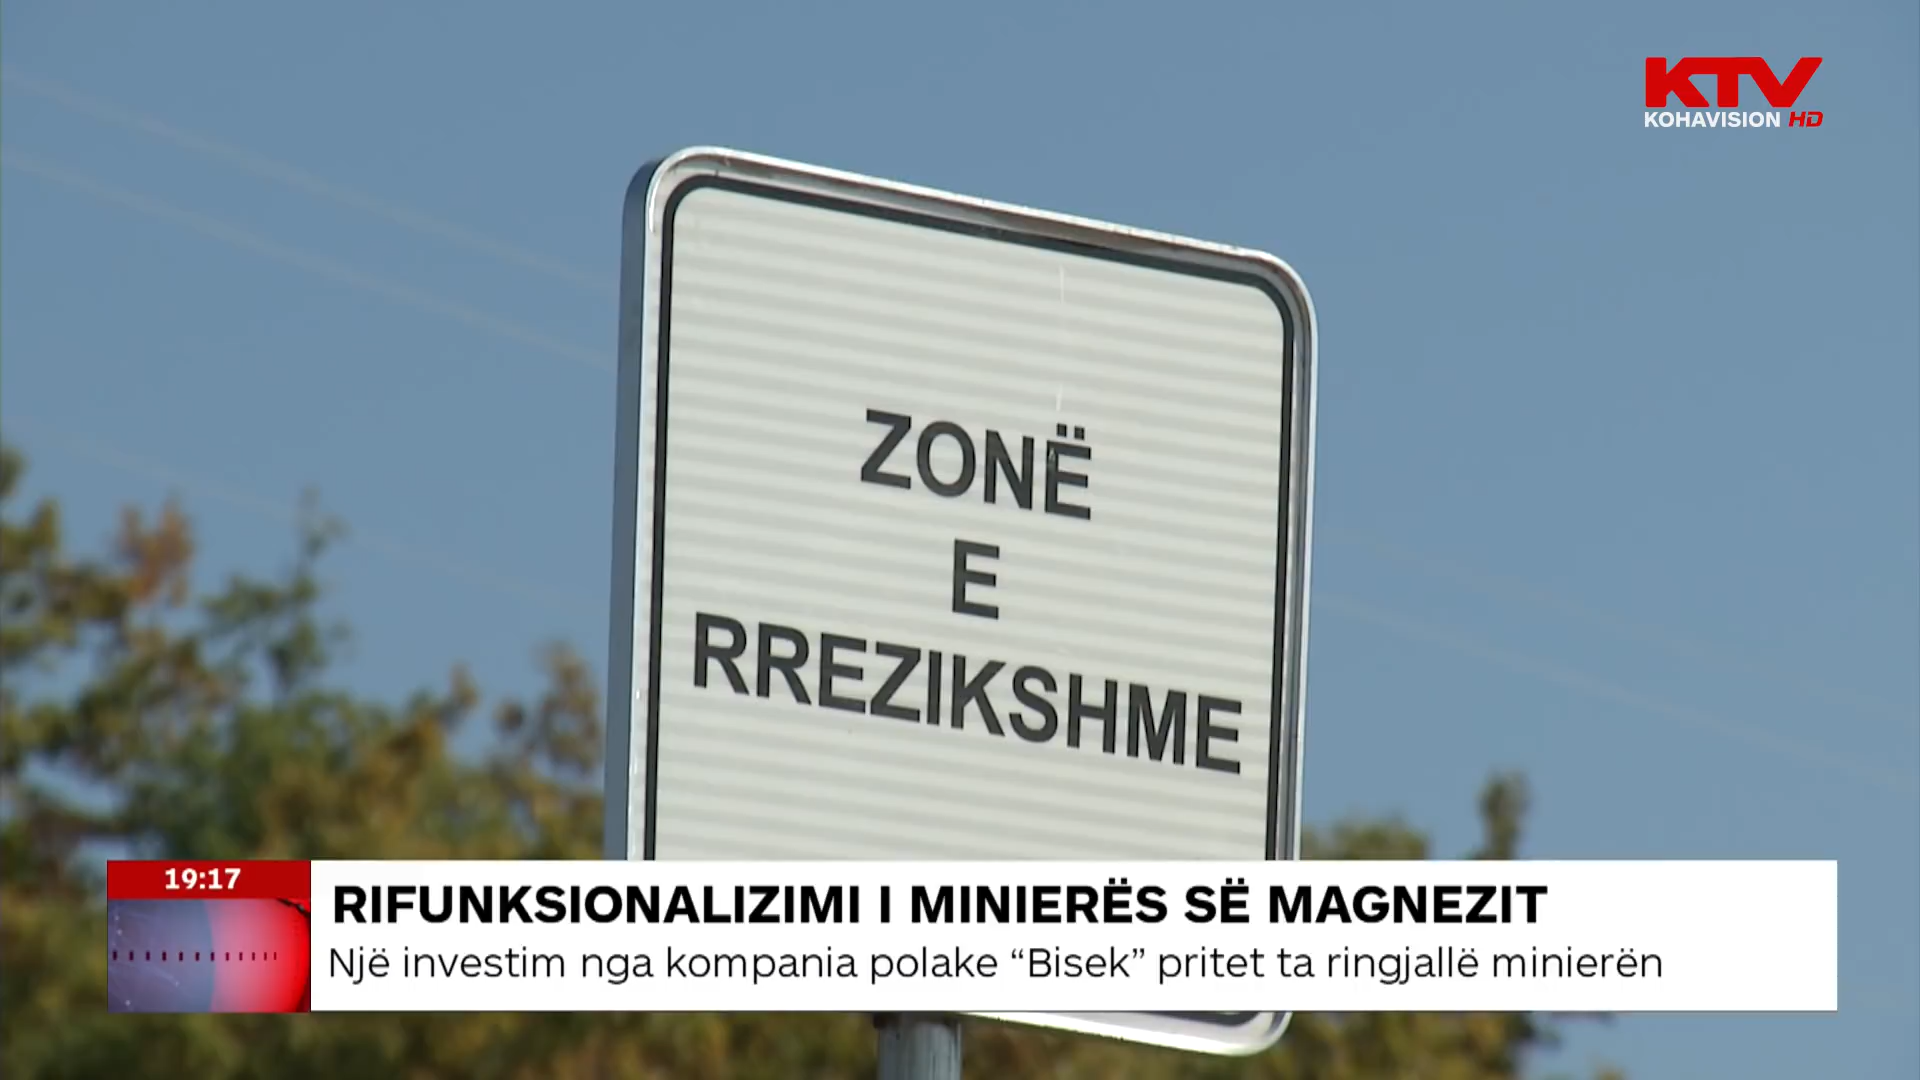 KTV
KOHAVISION HD
ZONË
E
RREZIKSHME
19:17
RIFUNKSIONALIZIMI I MINIERËS SË MAGNEZIT
Një investim nga kompania polake “Bisek” pritet ta ringjallë minierën